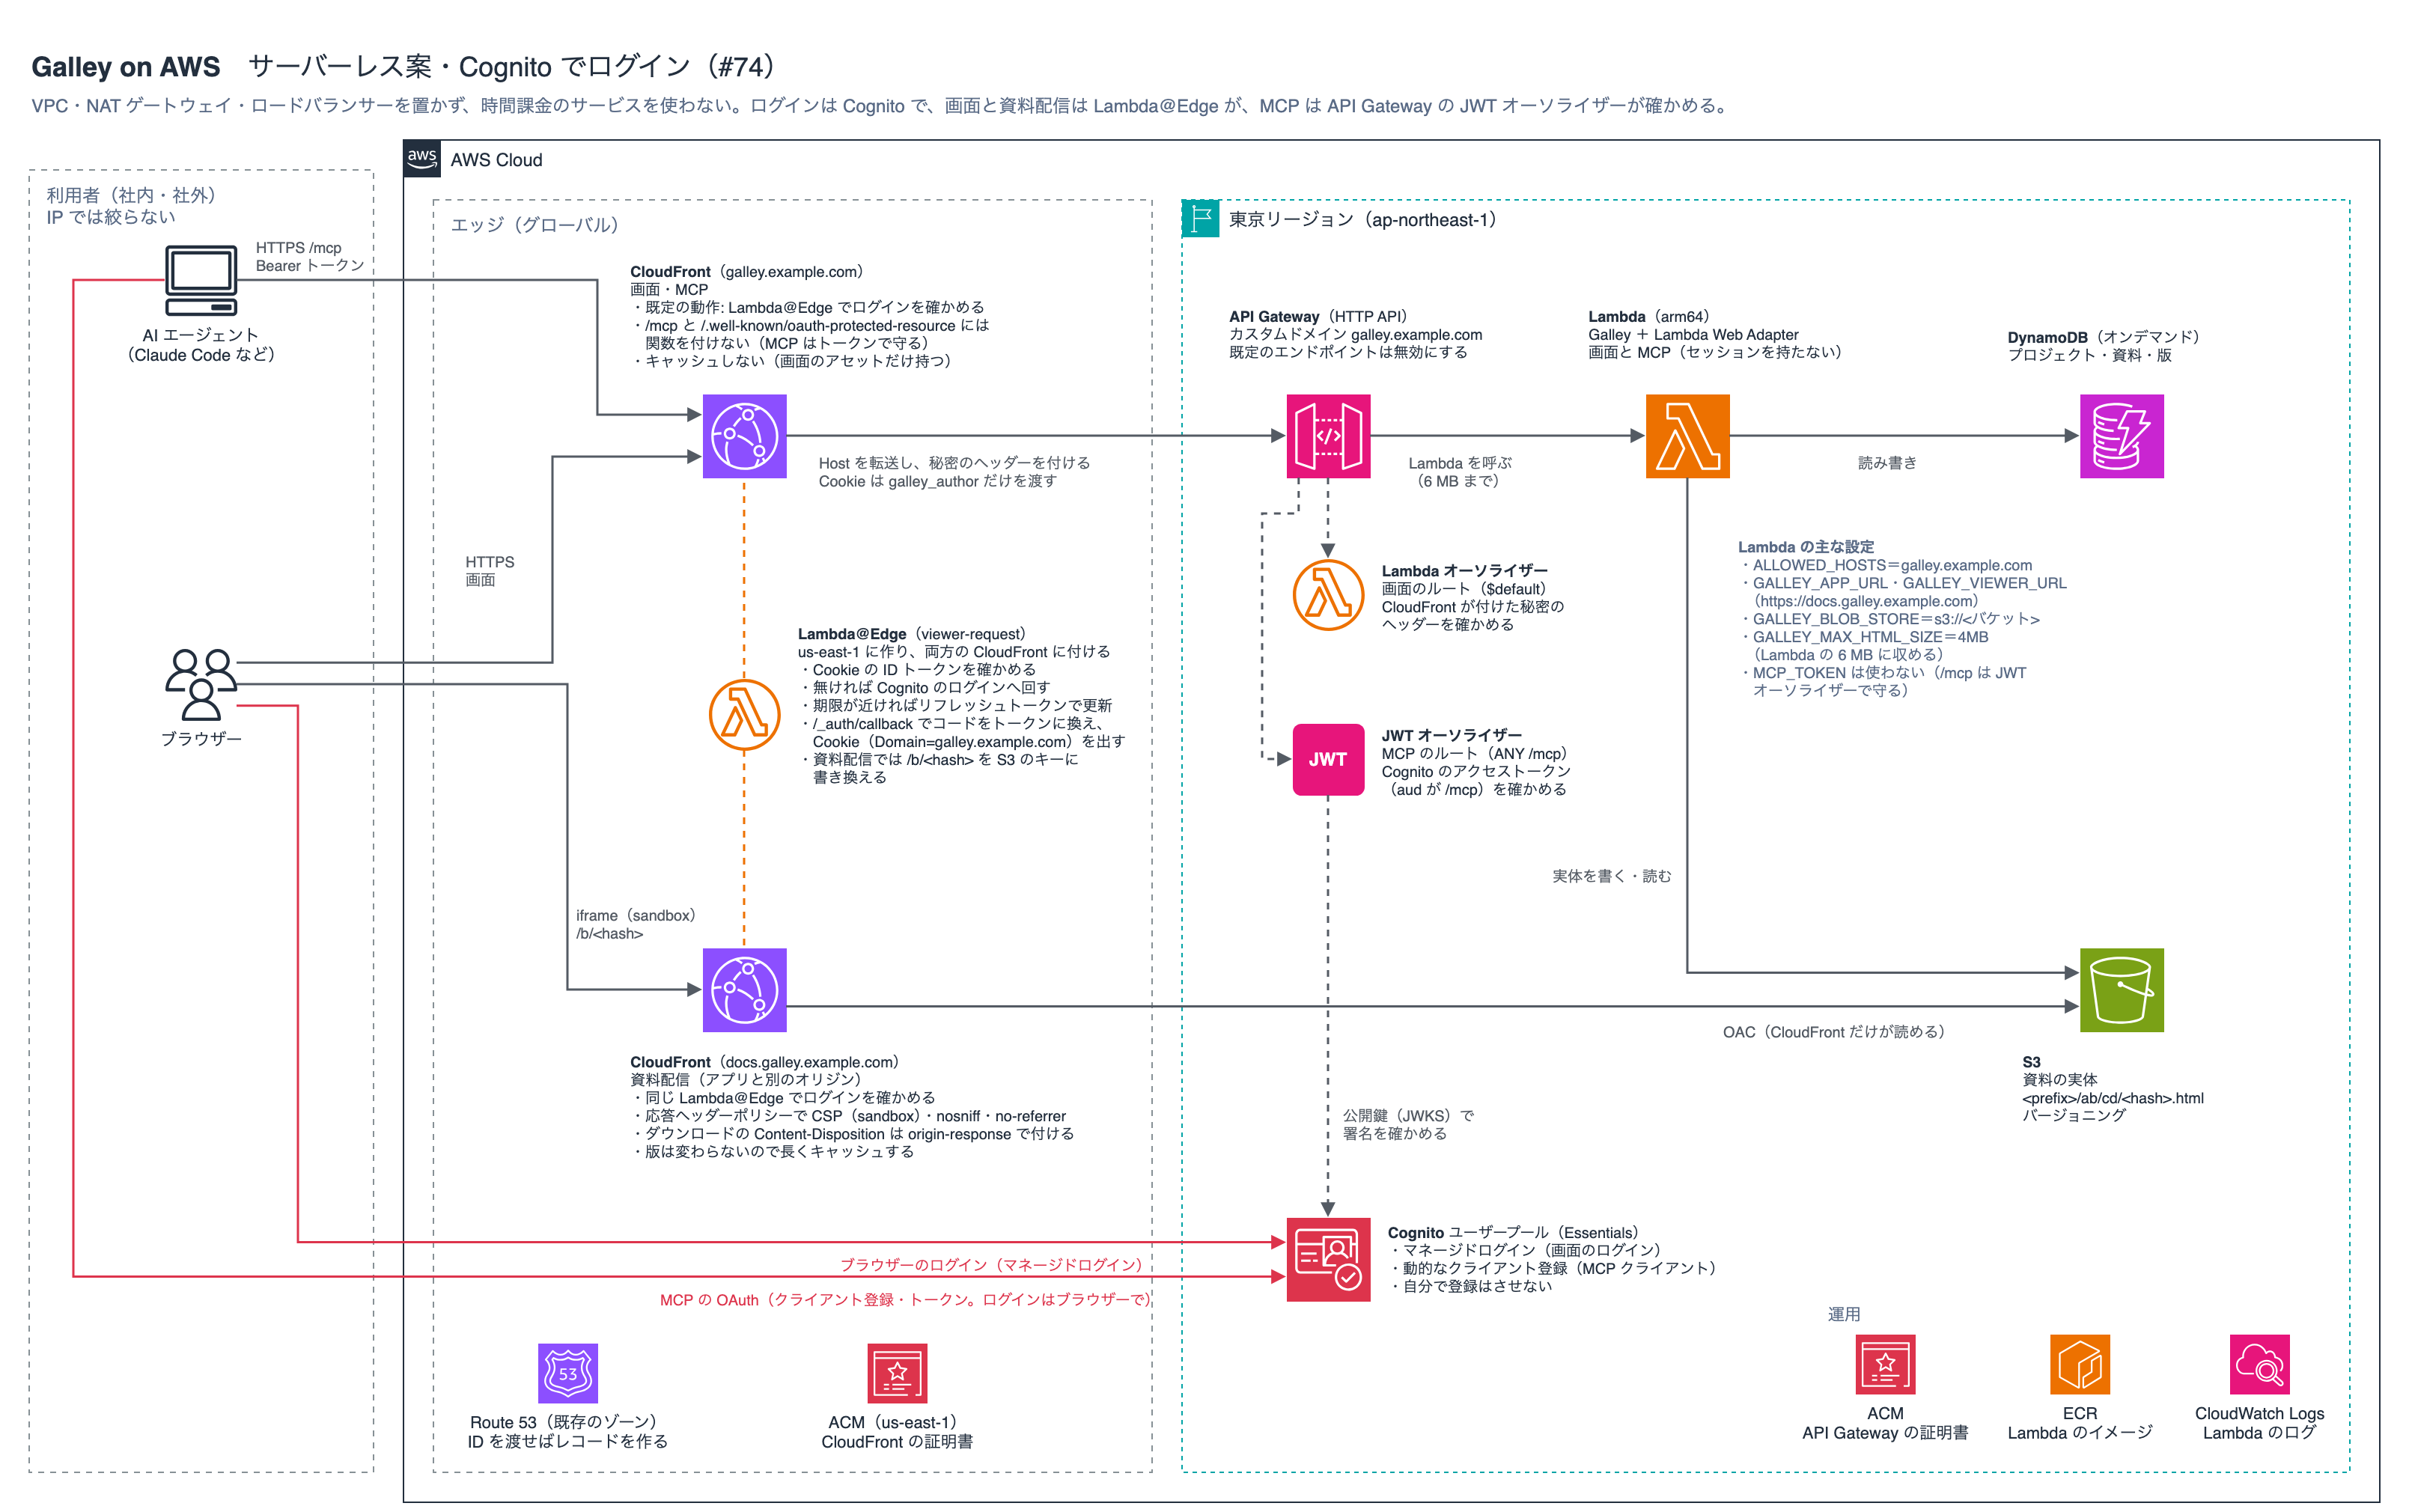 Galley on AWS サーバーレス案・Cognito でログイン（#74）
VPC・NAT ゲートウェイ・ロードバランサーを置かず、時間課金のサービスを使わない。ログインは Cognito で、画面と資料配信は Lambda@Edge が、MCP は API Gateway の JWT オーソライザーが確かめる。
aws
AWS Cloud
利用者（社内・社外）
IP では絞らない
HTTPS /mcp
Bearer トークン
AI エージェント
（Claude Code など）
ブラウザー
エッジ（グローバル）
CloudFront（galley.example.com）
画面・MCP
・既定の動作: Lambda@Edge でログインを確かめる
・/mcp と /.well-known/oauth-protected-resource には
関数を付けない（MCP はトークンで守る）
・キャッシュしない（画面のアセットだけ持つ）
Host を転送し、秘密のヘッダーを付ける
Cookie は galley_author だけを渡す
HTTPS
画面
Lambda@Edge（viewer-request）
us-east-1 に作り、両方の CloudFront に付ける
・Cookie の ID トークンを確かめる
・無ければ Cognito のログインへ回す
・期限が近ければリフレッシュトークンで更新
・/_auth/callback でコードをトークンに換え、
Cookie（Domain=galley.example.com）を出す
・資料配信では /b/<hash> を S3 のキーに
書き換える
iframe（sandbox）
/b/<hash>
CloudFront（docs.galley.example.com）
資料配信（アプリと別のオリジン）
・同じ Lambda@Edge でログインを確かめる
・応答ヘッダーポリシーで CSP（sandbox）・nosniff・no-referrer
・ダウンロードの Content-Disposition は origin-response で付ける
・版は変わらないので長くキャッシュする
ブラウザーのログイン（マネージドログイン）
MCP の OAuth（クライアント登録・トークン。ログインはブラウザーで）
53
Route 53（既存のゾーン）
ID を渡せばレコードを作る
ACM（us-east-1）
CloudFront の証明書
東京リージョン（ap-northeast-1）
API Gateway（HTTP API）
カスタムドメイン galley.example.com
既定のエンドポイントは無効にする
Lambda（arm64）
Galley ＋ Lambda Web Adapter
画面と MCP（セッションを持たない）
DynamoDB（オンデマンド）
プロジェクト・資料・版
</>
Lambda を呼ぶ
（6 MB まで）
読み書き
Lambda オーソライザー
画面のルート（$default）
CloudFront が付けた秘密の
ヘッダーを確かめる
Lambda の主な設定
・ALLOWED_HOSTS＝galley.example.com
・GALLEY_APP_URL・GALLEY_VIEWER_URL
（https://docs.galley.example.com）
・GALLEY_BLOB_STORE＝s3://<バケット>
・GALLEY_MAX_HTML_SIZE＝4MB
（Lambda の 6 MB に収める）
・MCP_TOKEN は使わない（/mcp は JWT
オーソライザーで守る）
JWT
JWT オーソライザー
MCP のルート（ANY /mcp）
Cognito のアクセストークン
（aud が /mcp）を確かめる
実体を書く・読む
OAC（CloudFront だけが読める）
S3
資料の実体
<prefix>/ab/cd/<hash>.html
バージョニング
公開鍵（JWKS）で
署名を確かめる
Cognito ユーザープール（Essentials）
・マネージドログイン（画面のログイン）
・動的なクライアント登録（MCP クライアント）
・自分で登録はさせない
運用
ACM
API Gateway の証明書
ECR
Lambda のイメージ
CloudWatch Logs
Lambda のログ